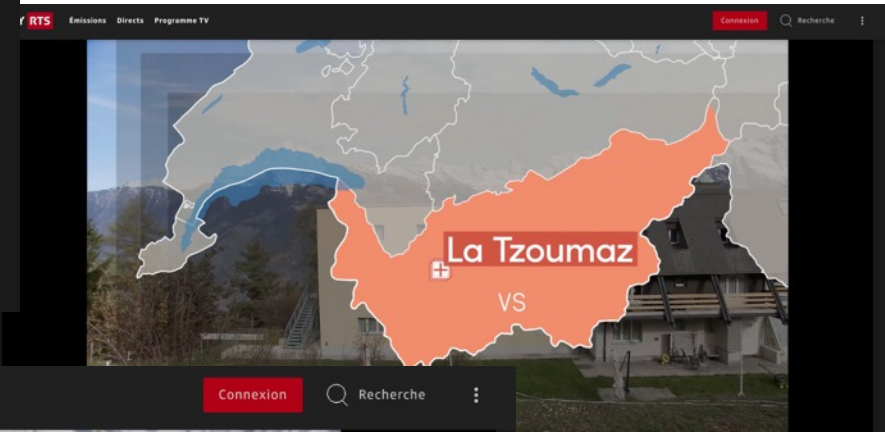 Y RTS Émissions Directs Programme TV Connexion Recherche
La Tzoumaz
VS
Connexion Recherche